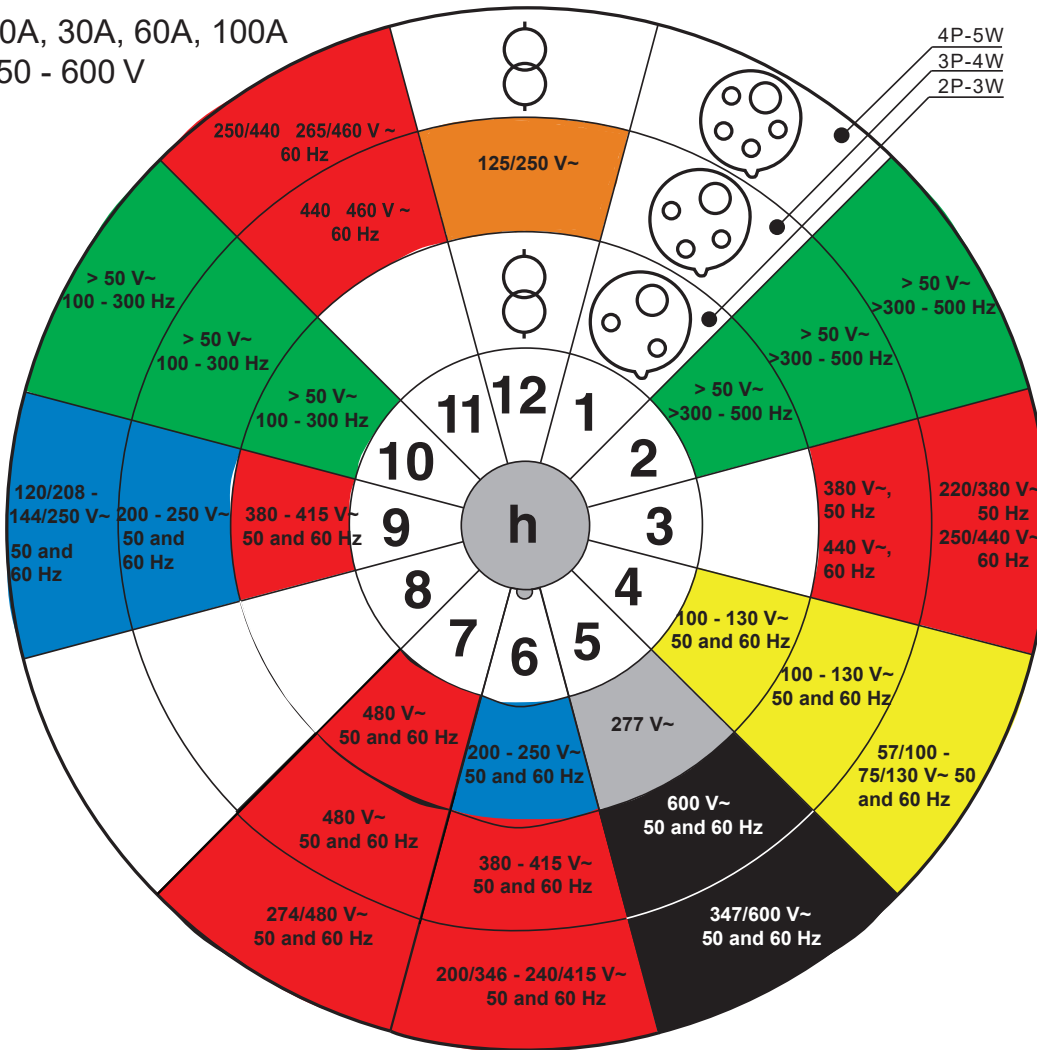 0A, 30A, 60A, 100A
50 - 600 V
4P-5W
3P-4W
2P-3W
250/440 265/460 V ~
60 Hz
440 460 V ~
60 Hz
125/250 V~
> 50 V~
100 - 300 Hz
> 50 V~
100 - 300 Hz
> 50 V~
100 - 300 Hz
> 50 V~
>300 - 500 Hz
> 50 V~
>300 - 500 Hz
> 50 V~
>300 - 500 Hz
12
1
2
3
4
5
6
7
8
9
10
11
h
120/208 -
144/250 V~
50 and
60 Hz
200 - 250 V~
50 and
60 Hz
380 - 415 V~
50 and 60 Hz
380 V~,
50 Hz
440 V~,
60 Hz
220/380 V~
50 Hz
250/440 V~
60 Hz
100 - 130 V~
50 and 60 Hz
100 - 130 V~
50 and 60 Hz
57/100 -
75/130 V~ 50
and 60 Hz
277 V~
600 V~
50 and 60 Hz
347/600 V~
50 and 60 Hz
200 - 250 V~
50 and 60 Hz
380 - 415 V~
50 and 60 Hz
200/346 - 240/415 V~
50 and 60 Hz
480 V~
50 and 60 Hz
480 V~
50 and 60 Hz
274/480 V~
50 and 60 Hz